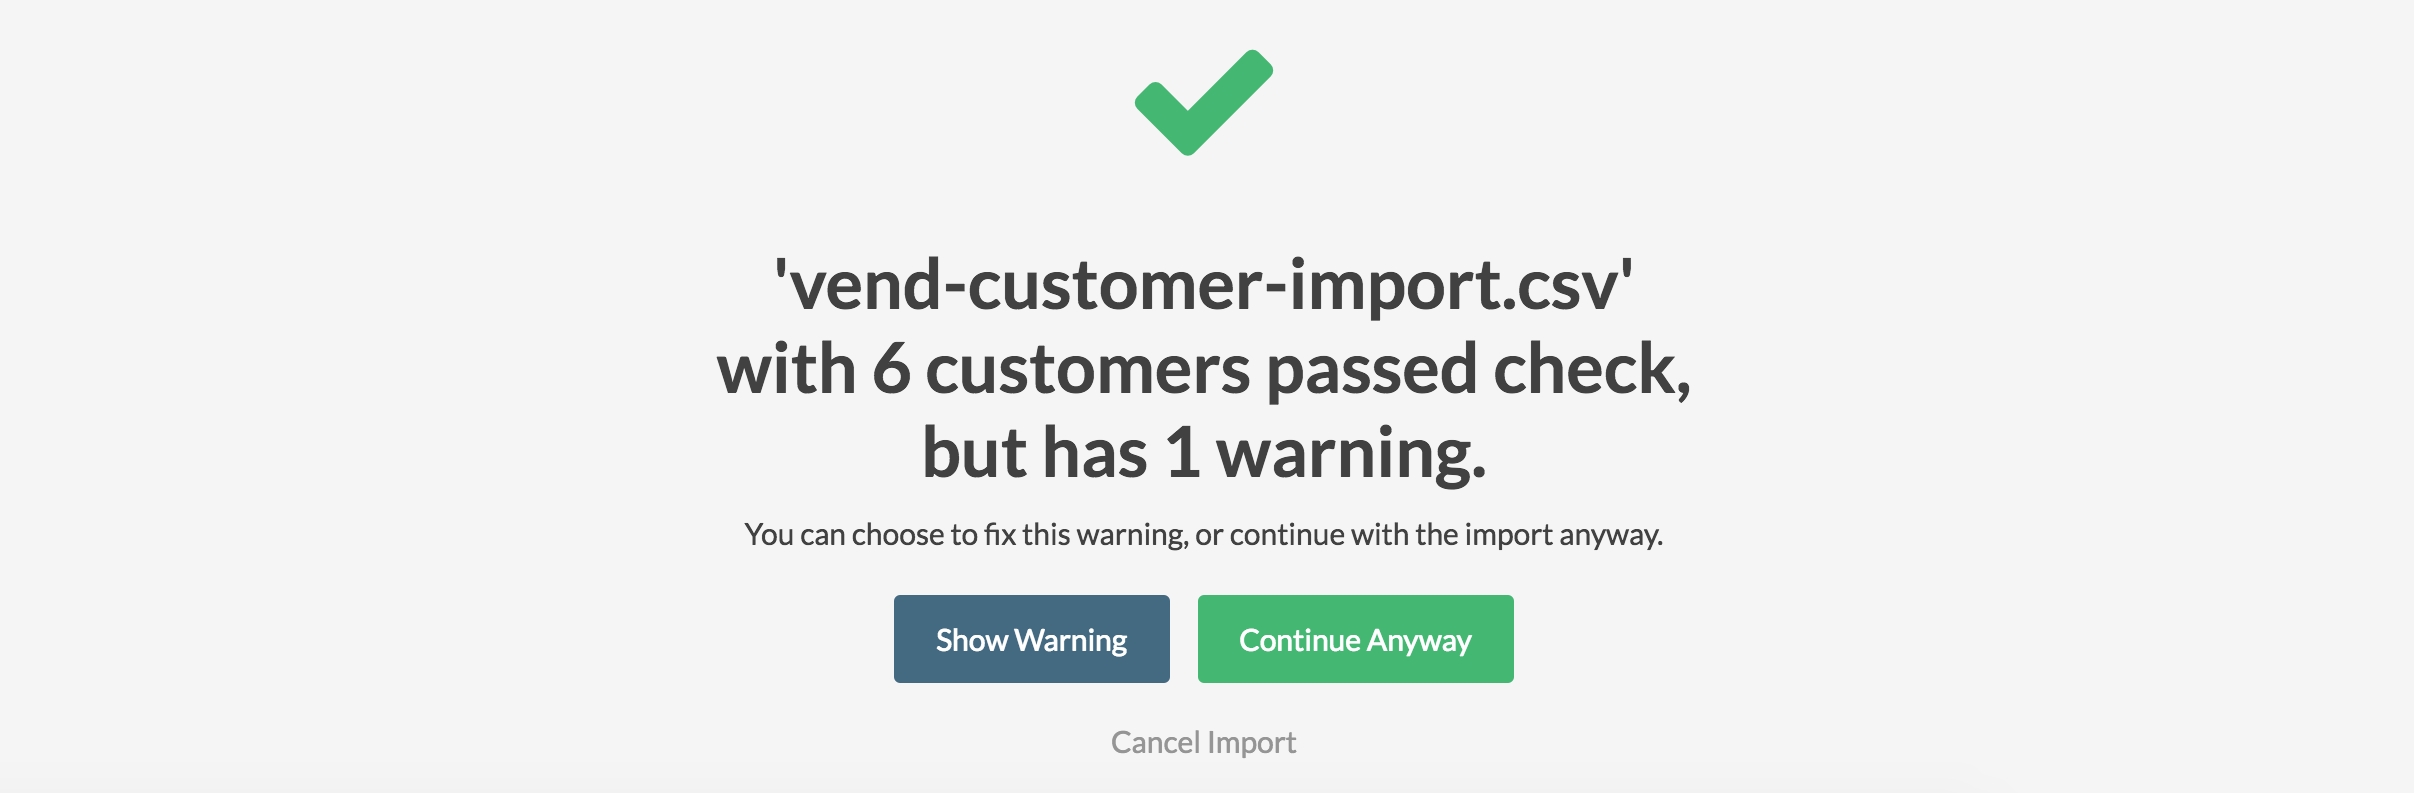 'vend-customer-import.csv'
with 6 customers passed check,
but has 1 warning.
You can choose to fix this warning, or continue with the import anyway.
Show Warning
Continue Anyway
Cancel Import